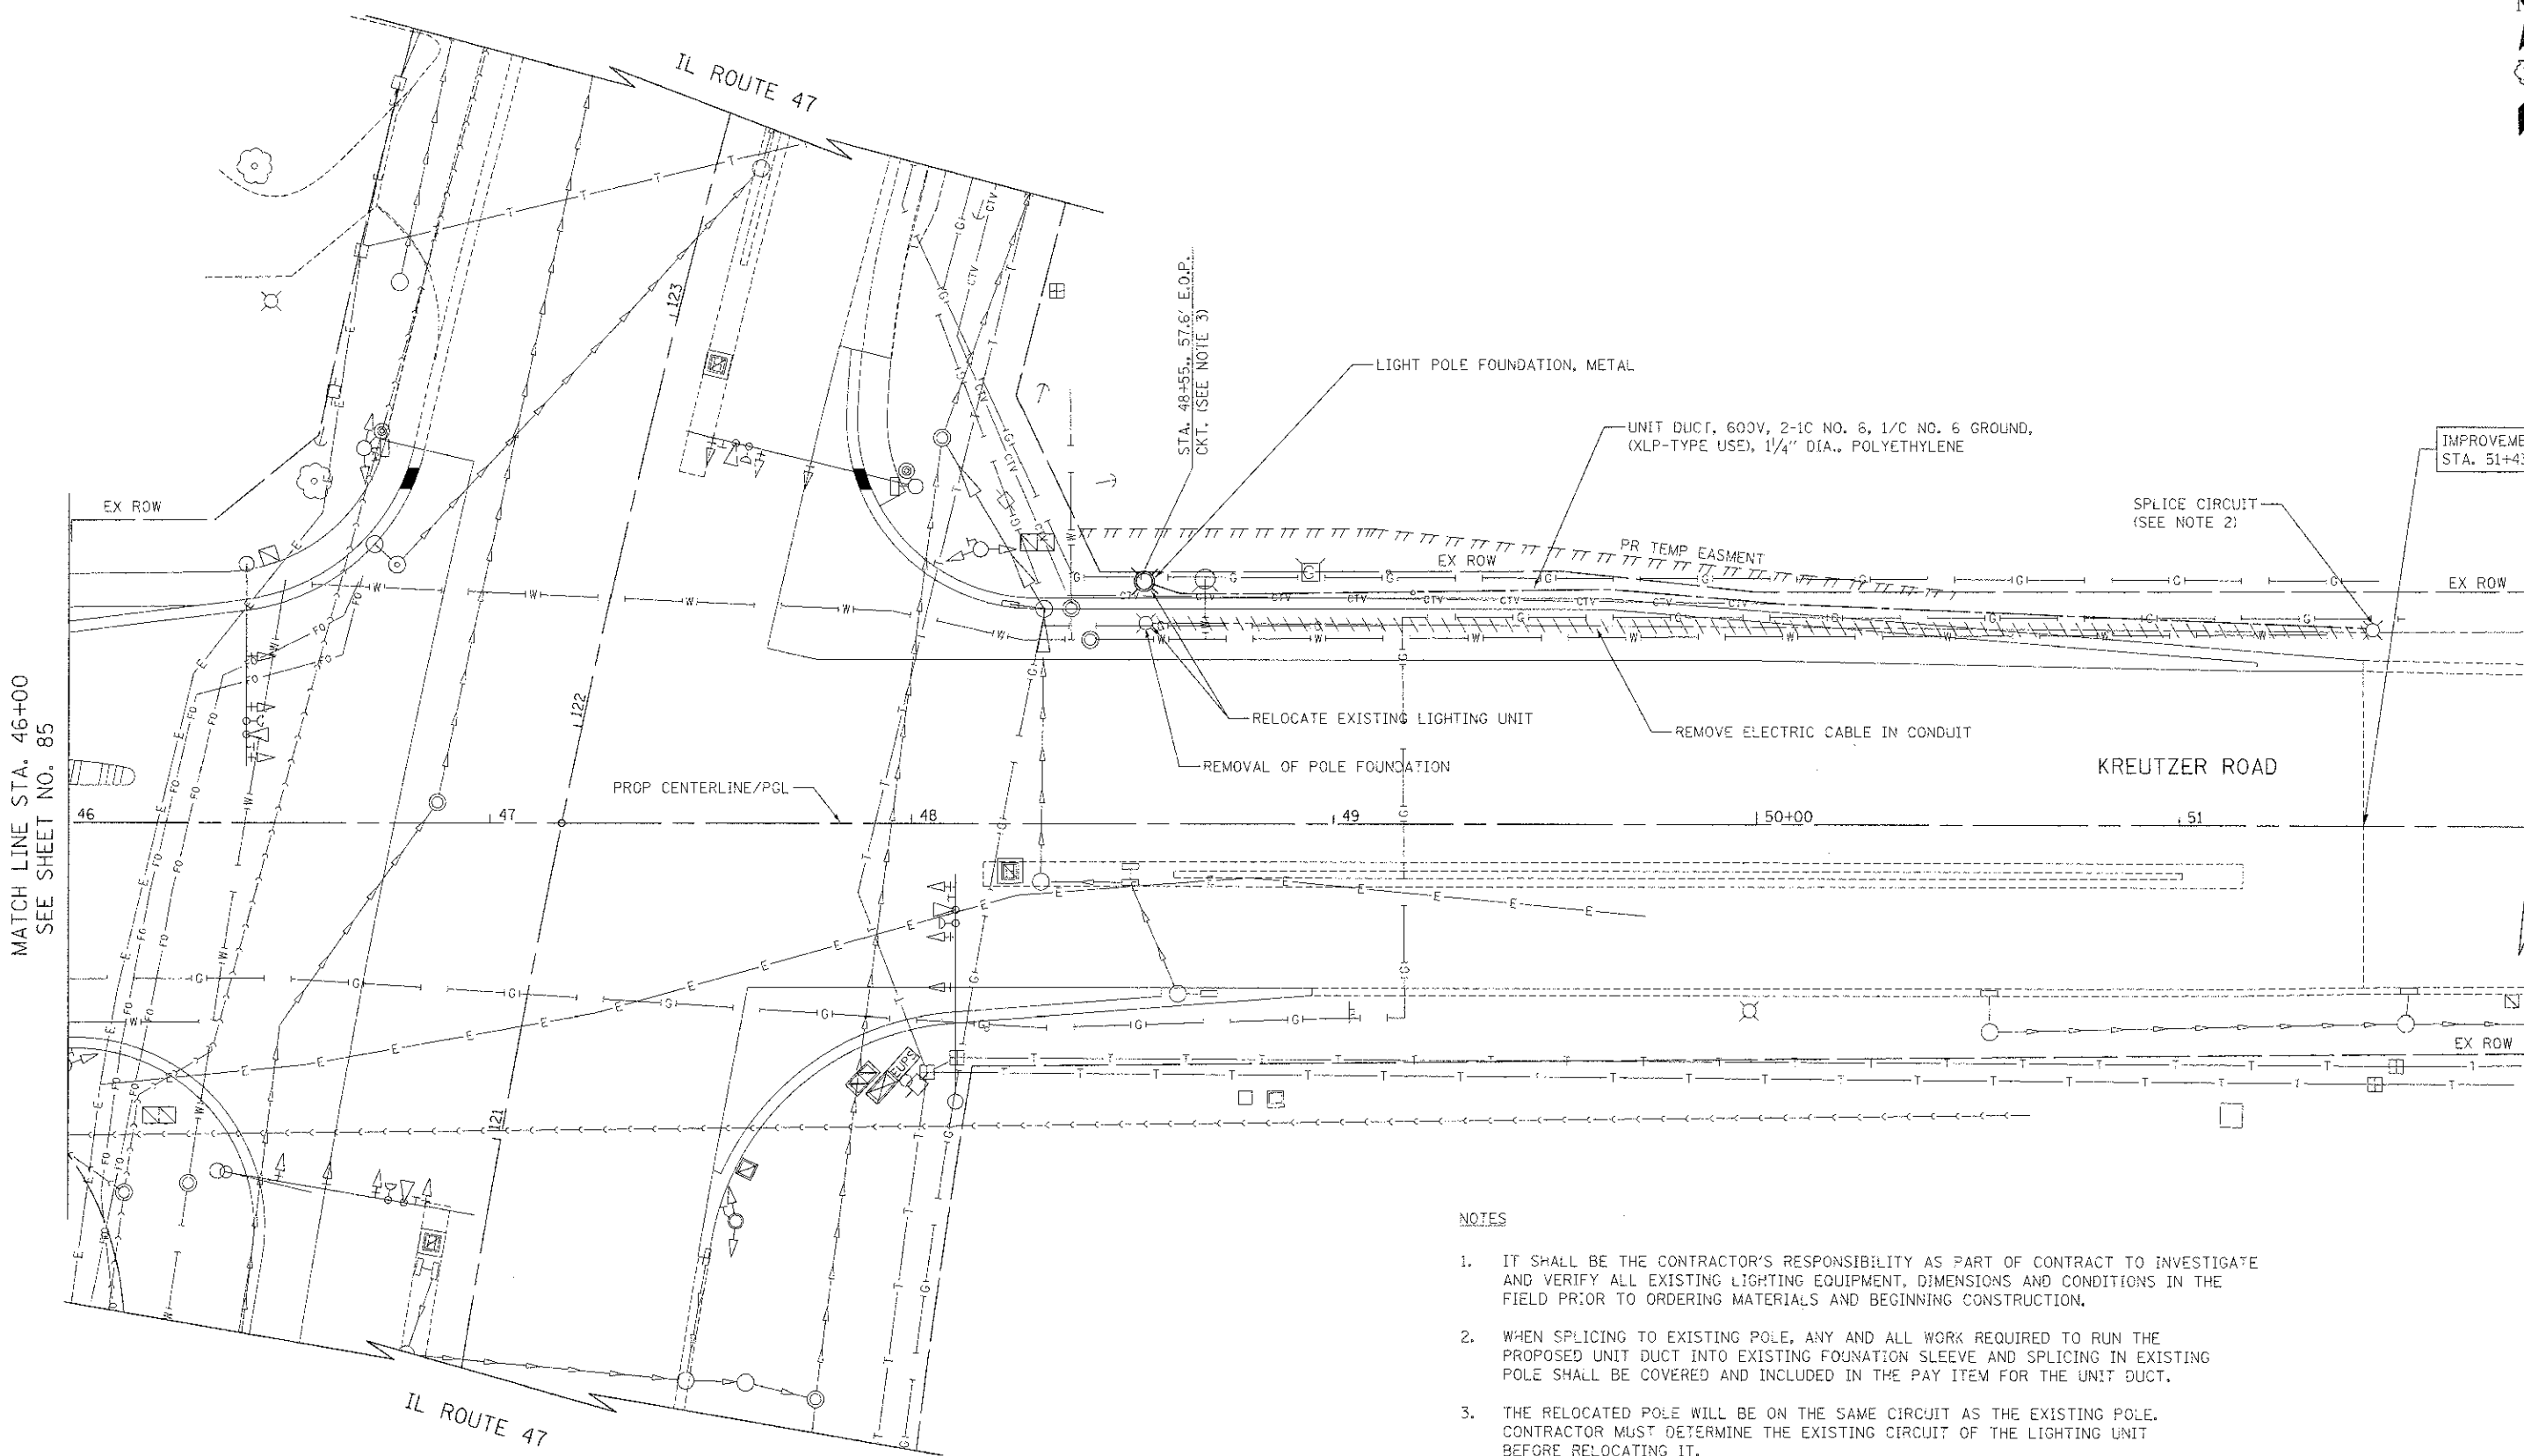 IL ROUTE 47
123
STA. 48+55., 57.6' E.O.P.
CKT. (SEE NOTE 3)
LIGHT POLE FOUNDATION, METAL
UNIT DUCT, 600V, 2-1C NO. 6, 1/C NO. 6 GROUND,
(XLP-TYPE USE), 1 1/4" DIA., POLYETHYLENE
IMPROVEME
STA. 51+43
EX ROW
SPLICE CIRCUIT
(SEE NOTE 2)
PR TEMP EASMENT
EX ROW
EX ROW
122
RELOCATE EXISTING LIGHTING UNIT
REMOVE ELECTRIC CABLE IN CONDUIT
REMOVAL OF POLE FOUNDATION
KREUTZER ROAD
PROP CENTERLINE/PGL
MATCH LINE STA. 46+00
SEE SHEET NO. 85
46
47
48
49
50+00
51
EX ROW
EUPS
121
IL ROUTE 47
NOTES
1. IT SHALL BE THE CONTRACTOR'S RESPONSIBILITY AS PART OF CONTRACT TO INVESTIGATE
AND VERIFY ALL EXISTING LIGHTING EQUIPMENT, DIMENSIONS AND CONDITIONS IN THE
FIELD PRIOR TO ORDERING MATERIALS AND BEGINNING CONSTRUCTION.
2. WHEN SPLICING TO EXISTING POLE, ANY AND ALL WORK REQUIRED TO RUN THE
PROPOSED UNIT DUCT INTO EXISTING FOUNATION SLEEVE AND SPLICING IN EXISTING
POLE SHALL BE COVERED AND INCLUDED IN THE PAY ITEM FOR THE UNIT DUCT.
3. THE RELOCATED POLE WILL BE ON THE SAME CIRCUIT AS THE EXISTING POLE.
CONTRACTOR MUST DETERMINE THE EXISTING CIRCUIT OF THE LIGHTING UNIT
BEFORE RELOCATING IT.